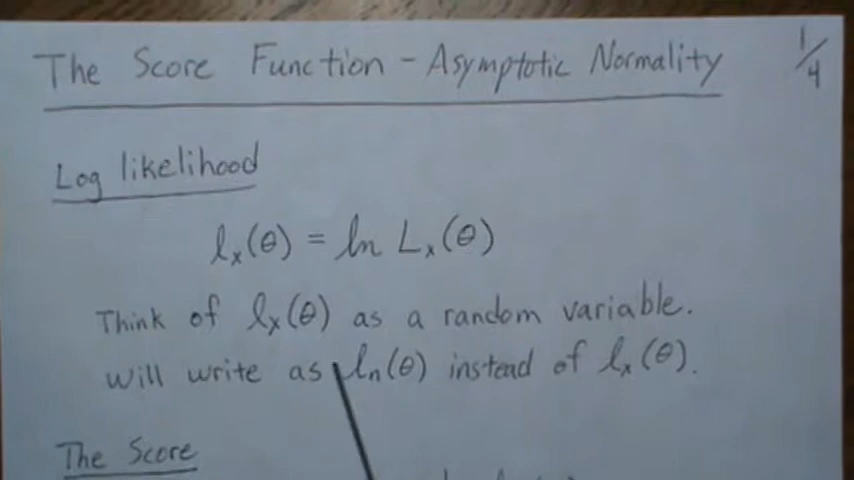 The Score Function - Asymptotic Normality
1/4
Log likelihood
lₓ(θ) = ln Lₓ(θ)
Think of lₓ(θ) as a random variable.
Will write as lₙ(θ) instead of lₓ(θ).
The Score